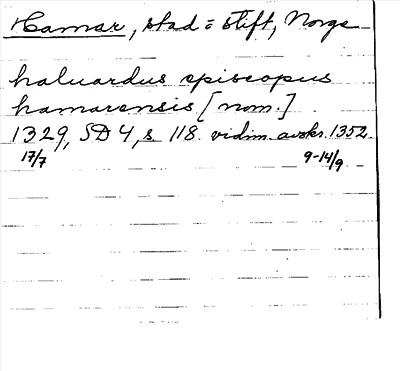 Hamar, stad = stift, Norge
haluardus episcopus
hamarensis [nom.]
1329, SD 4, s. 118. vidim. avskr. 1352.
17/7 9-14/9.